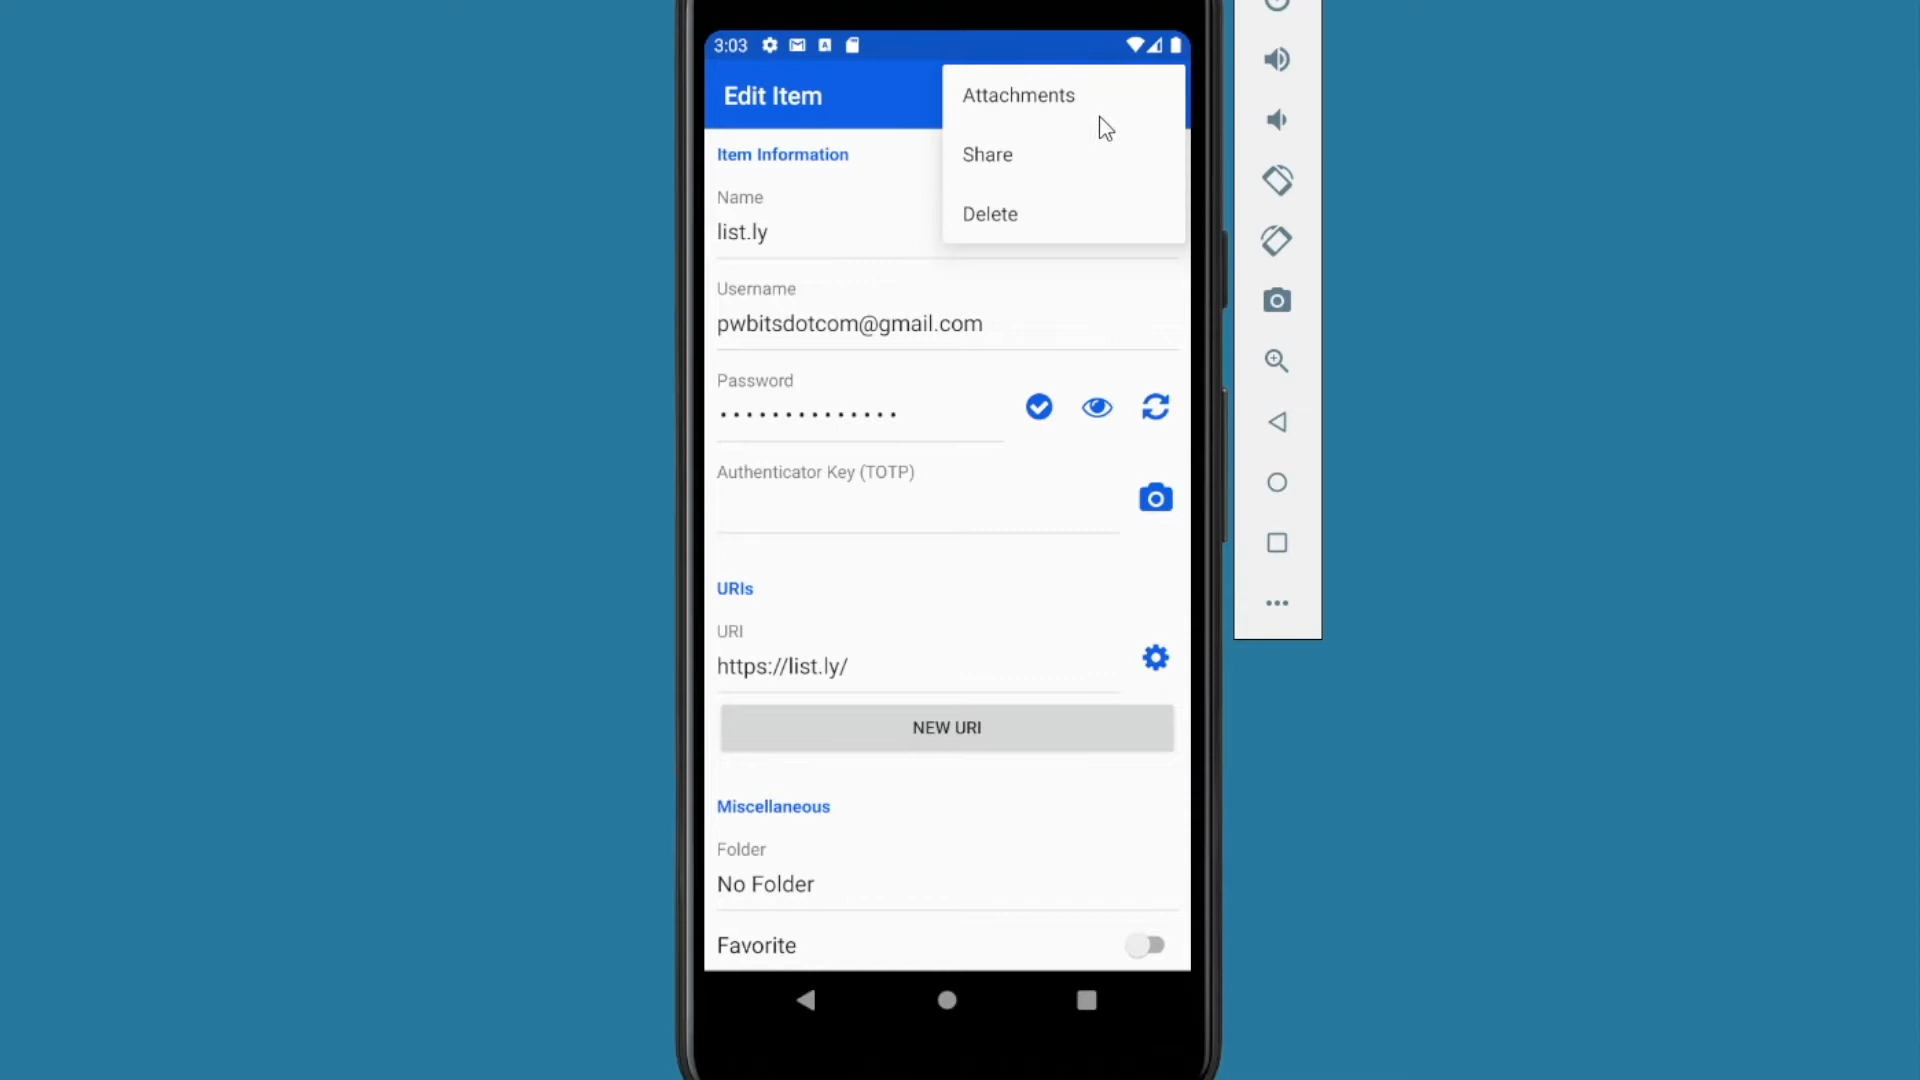 3:03
Edit Item
Attachments
Share
Delete
Item Information
Name
list.ly
Username
pwbitsdotcom@gmail.com
Password
••••••••••••••
Authenticator Key (TOTP)
URIs
URI
https://list.ly/
NEW URI
Miscellaneous
Folder
No Folder
Favorite